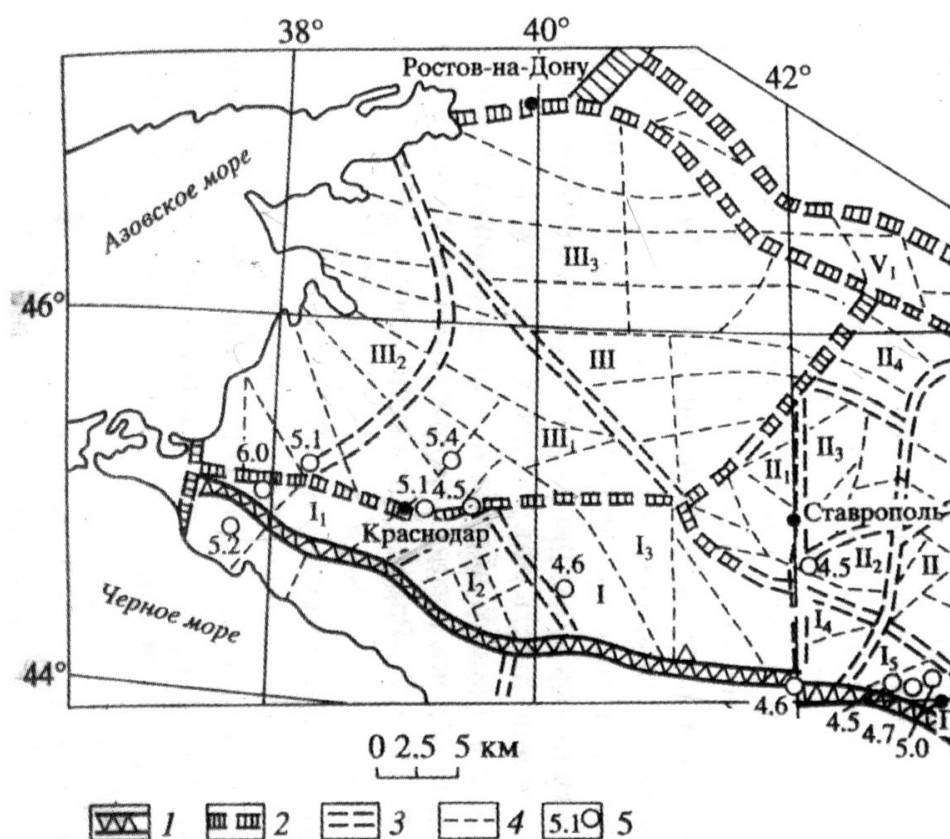 38° 40° 42°
Ростов-на-Дону
Азовское море
III₃
V₁
46°
III₂
III
II₄
5.1
5.4
III₁
II₁
II₃
6.0
5.1
4.5
Ставрополь
I₁
Краснодар
5.2
I₃
4.5
II₂
II
4.6
I₂
I
Черное море
I₄
44°
I₅
4.6
4.5
4.7
5.0
0 2.5 5 км
1 2 3 4 5.1 5